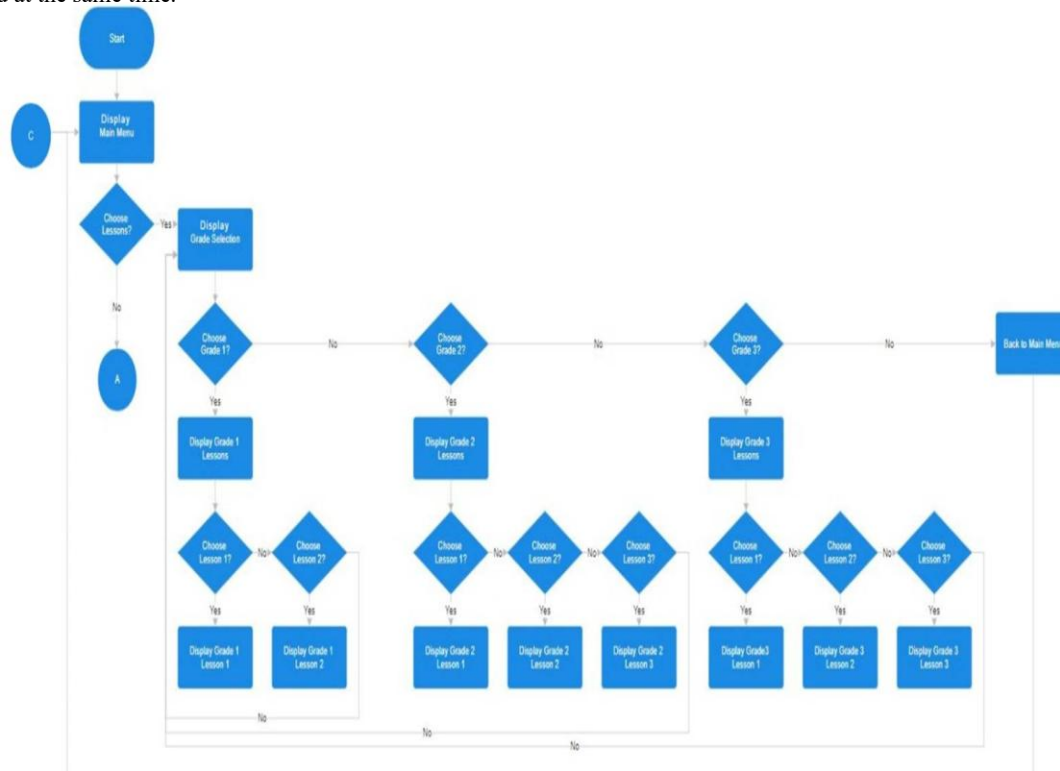 d at the same time.
Start
C
Display
Main Menu
Choose
Lessons?
Yes
Display
Grade Selection
No
A
Choose
Grade 1?
No
Choose
Grade 2?
No
Choose
Grade 3?
No
Back to Main Menu
Yes
Yes
Yes
Display Grade 1
Lessons
Display Grade 2
Lessons
Display Grade 3
Lessons
Choose
Lesson 1?
No
Choose
Lesson 2?
Choose
Lesson 1?
No
Choose
Lesson 2?
No
Choose
Lesson 3?
Choose
Lesson 1?
No
Choose
Lesson 2?
No
Choose
Lesson 3?
Yes
Yes
Yes
Yes
Yes
Yes
Yes
Yes
Display Grade 1
Lesson 1
Display Grade 1
Lesson 2
Display Grade 2
Lesson 1
Display Grade 2
Lesson 2
Display Grade 2
Lesson 3
Display Grade3
Lesson 1
Display Grade 3
Lesson 2
Display Grade 3
Lesson 3
No
No
No